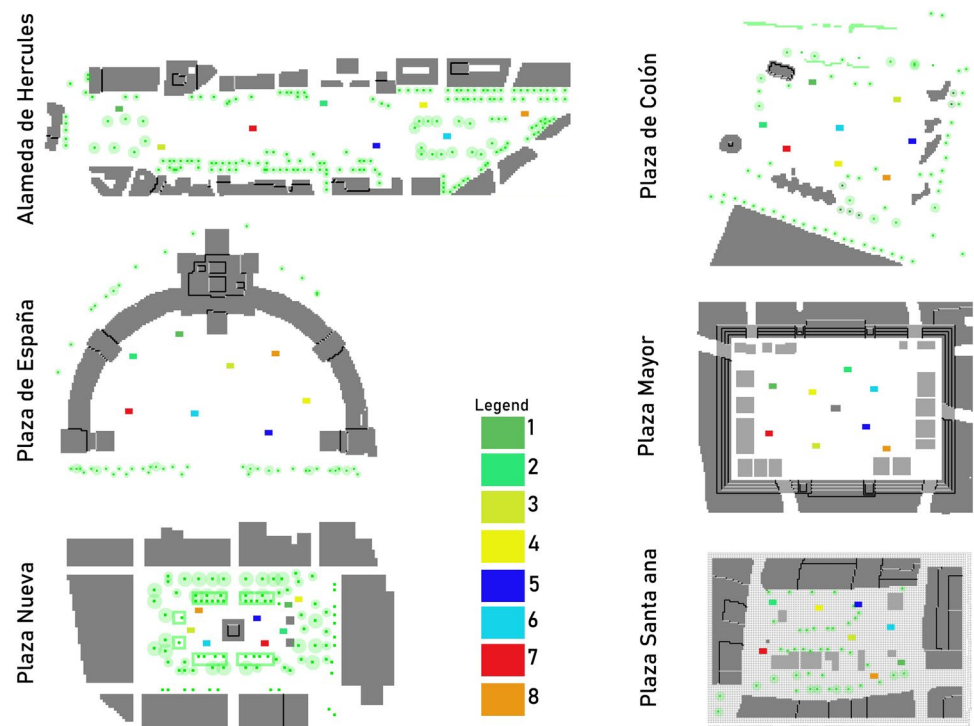 Alameda de Hercules
Plaza de España
Plaza Nueva
Legend
1
2
3
4
5
6
7
8
Plaza de Colón
Plaza Mayor
Plaza Santa ana